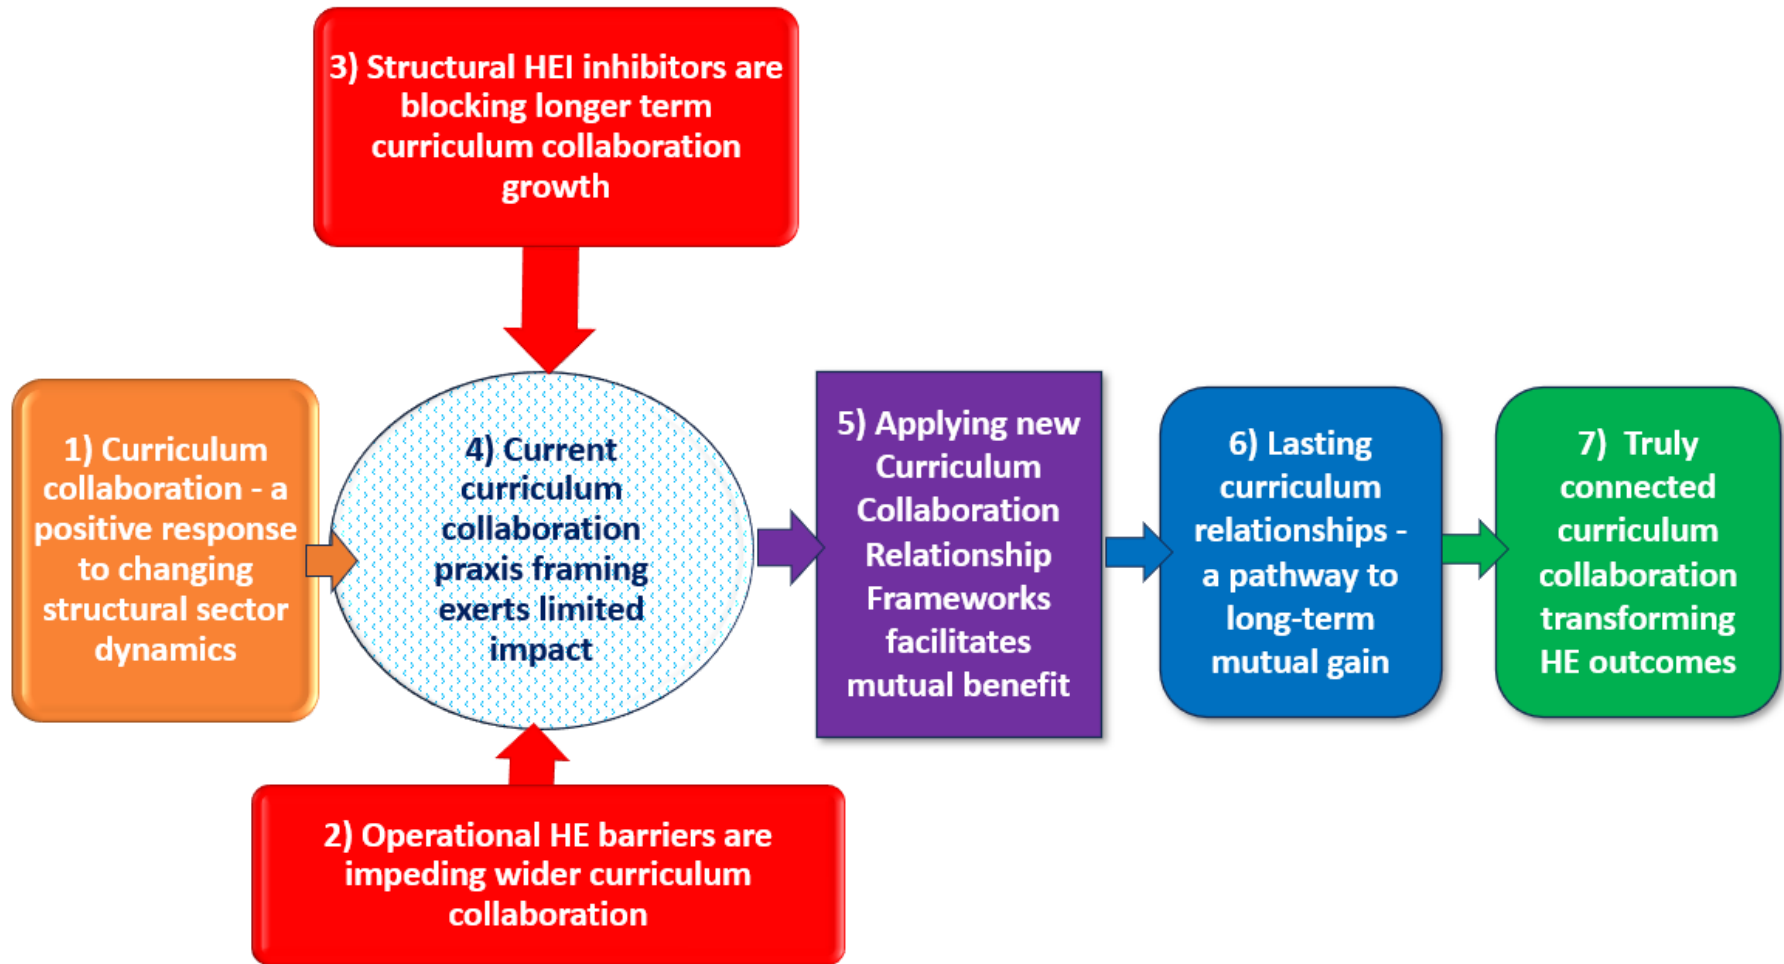 3) Structural HEI inhibitors are
blocking longer term
curriculum collaboration
growth
1) Curriculum
collaboration - a
positive response
to changing
structural sector
dynamics
4) Current
curriculum
collaboration
praxis framing
exerts limited
impact
5) Applying new
Curriculum
Collaboration
Relationship
Frameworks
facilitates
mutual benefit
6) Lasting
curriculum
relationships -
a pathway to
long-term
mutual gain
7) Truly
connected
curriculum
collaboration
transforming
HE outcomes
2) Operational HE barriers are
impeding wider curriculum
collaboration